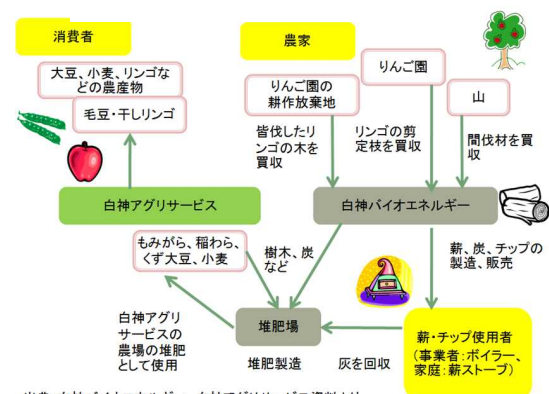 消費者
農家
大豆、小麦、リンゴな
どの農産物
毛豆・干しリンゴ
りんご園の
耕作放棄地
りんご園
山
皆伐したリ
ンゴの木を
買収
リンゴの剪
定枝を買収
間伐材を買
収
白神アグリサービス
白神バイオエネルギー
もみがら、稲わら、
くず大豆、小麦
樹木、炭
など
薪、炭、チップの
製造、販売
白神アグリ
サービスの
農場の堆肥
として使用
堆肥場
堆肥製造
灰を回収
薪・チップ使用者
(事業者:ボイラー、
家庭:薪ストーブ)